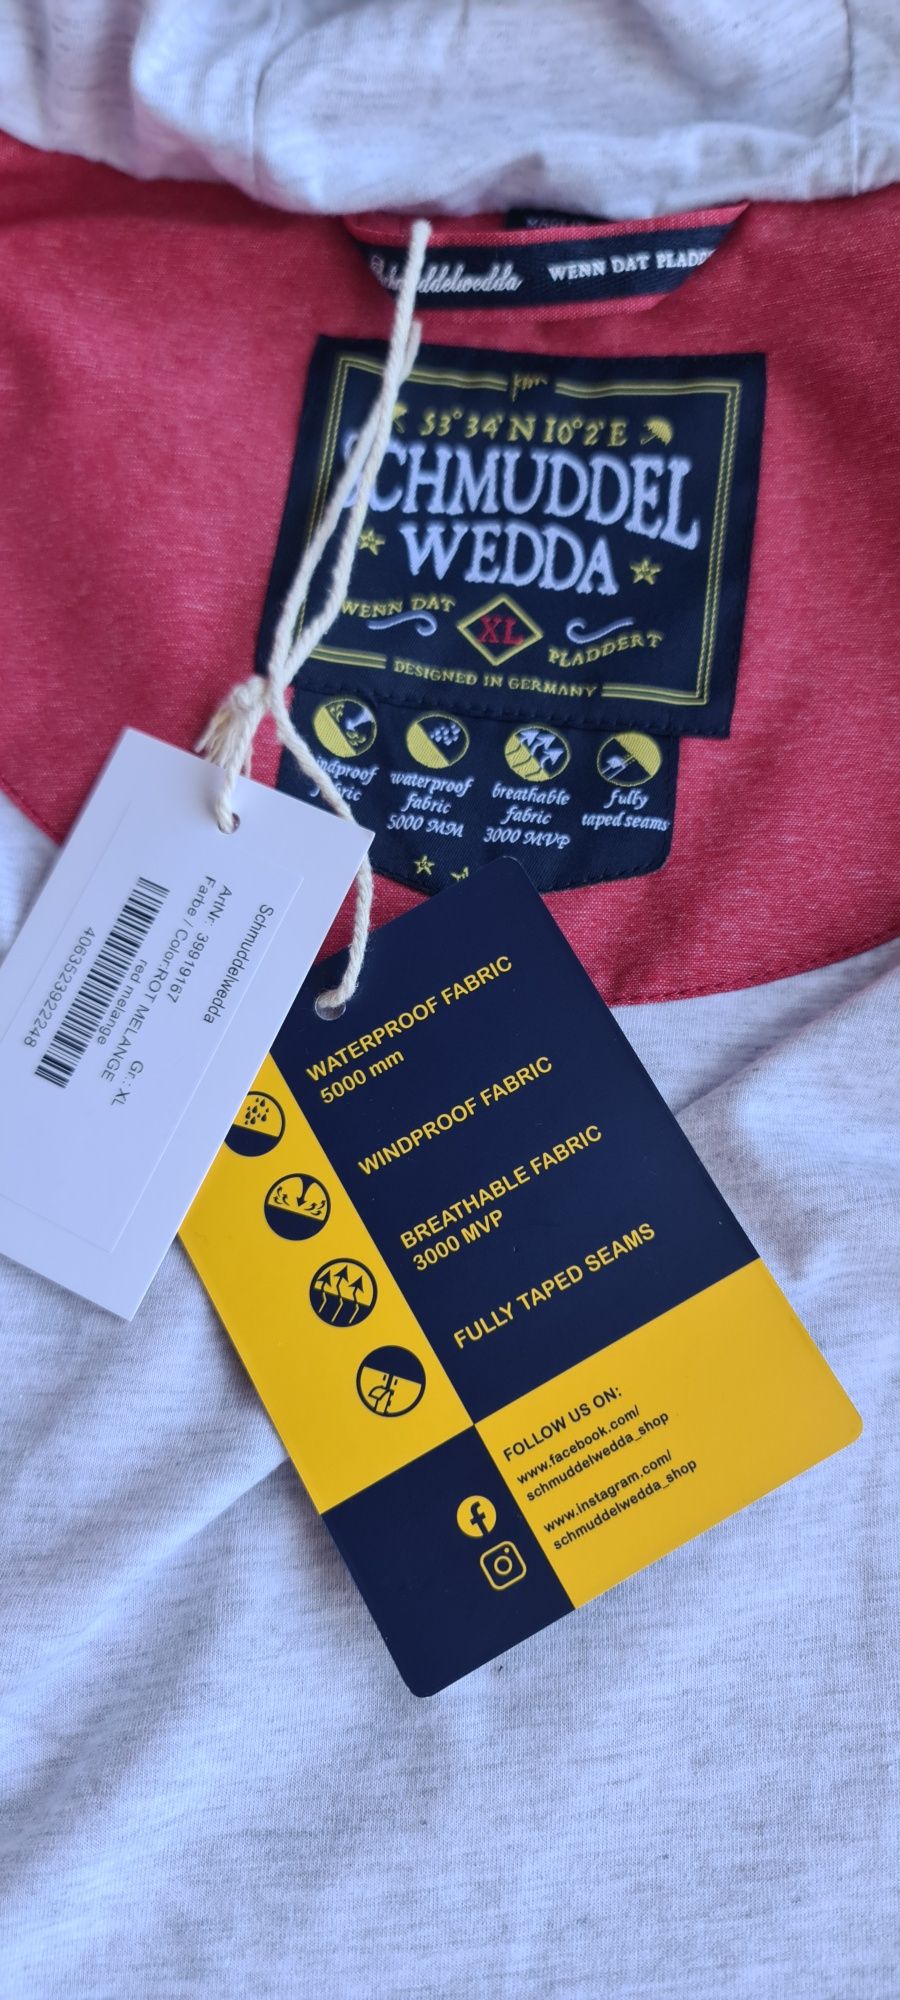 WENN DAT
53°34'N 10°2'E
SCHMUDDEL
WEDDA
WENN DAT
XL
PLADDERT
DESIGNED IN GERMANY
waterproof
fabric
5000 MM
breathable
fabric
3000 MVP
fully
taped seams
Schmuddelwedda
ArtNr.: 39919167
Farbe / Color:ROT MELANGE Gr.: XL
red melange
4063523922248
WATERPROOF FABRIC
5000 mm
WINDPROOF FABRIC
BREATHABLE FABRIC
3000 MVP
FULLY TAPED SEAMS
FOLLOW US ON:
www.facebook.com/
schmuddelwedda_shop
www.instagram.com/
schmuddelwedda_shop